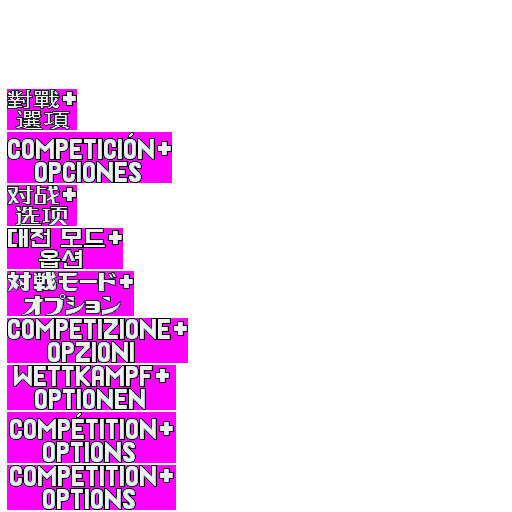 對戰+
選項
COMPETICIÓN+
OPCIONES
对战+
选项
대전 모드+
옵션
対戦モード+
オプション
COMPETIZIONE+
OPZIONI
WETTKAMPF+
OPTIONEN
COMPÉTITION+
OPTIONS
COMPETITION+
OPTIONS